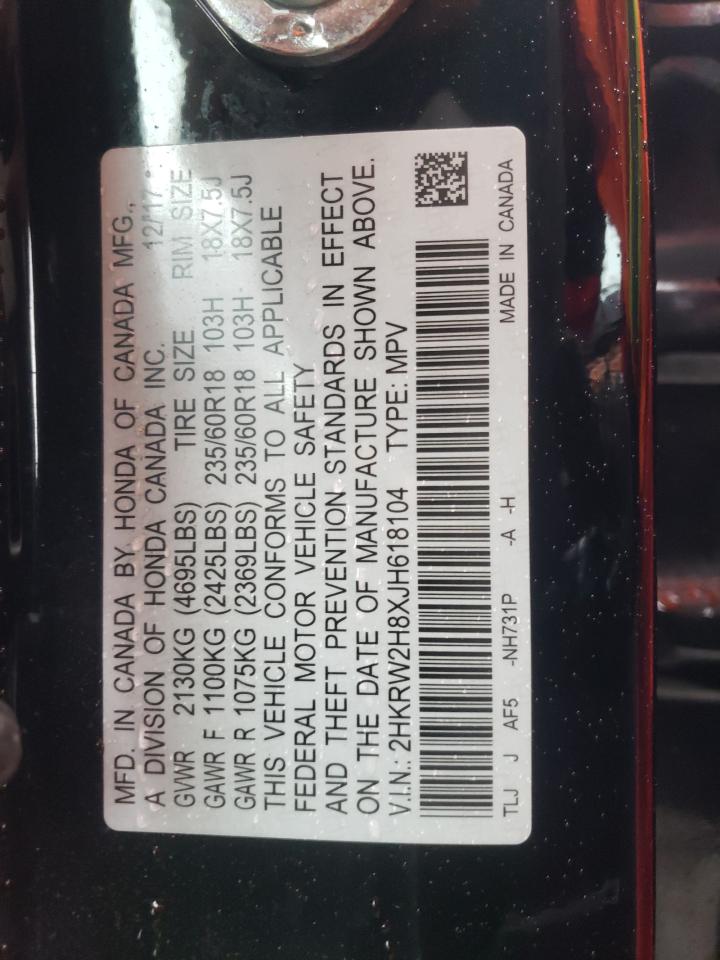 MFD. IN CANADA BY HONDA OF CANADA MFG.,
A DIVISION OF HONDA CANADA INC. 12/17
GVWR 2130KG (4695LBS) TIRE SIZE RIM SIZE
GAWR F 1100KG (2425LBS) 235/60R18 103H 18X7.5J
GAWR R 1075KG (2369LBS) 235/60R18 103H 18X7.5J
THIS VEHICLE CONFORMS TO ALL APPLICABLE
FEDERAL MOTOR VEHICLE SAFETY
AND THEFT PREVENTION STANDARDS IN EFFECT
ON THE DATE OF MANUFACTURE SHOWN ABOVE.
V.I.N.: 2HKRW2H8XJH618104 TYPE: MPV
TLJ J AF5 -NH731P -A -H MADE IN CANADA